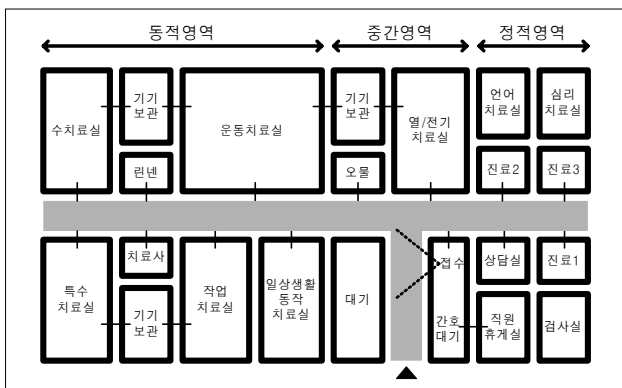 동적영역 중간영역 정적영역
수치료실
기기
보관
린넨
운동치료실
기기
보관
오물
열/전기
치료실
언어
치료실
심리
치료실
진료2
진료3
특수
치료실
치료사
기기
보관
작업
치료실
일상생활
동작
치료실
대기
접수
간호
대기
상담실
진료1
직원
휴게실
검사실